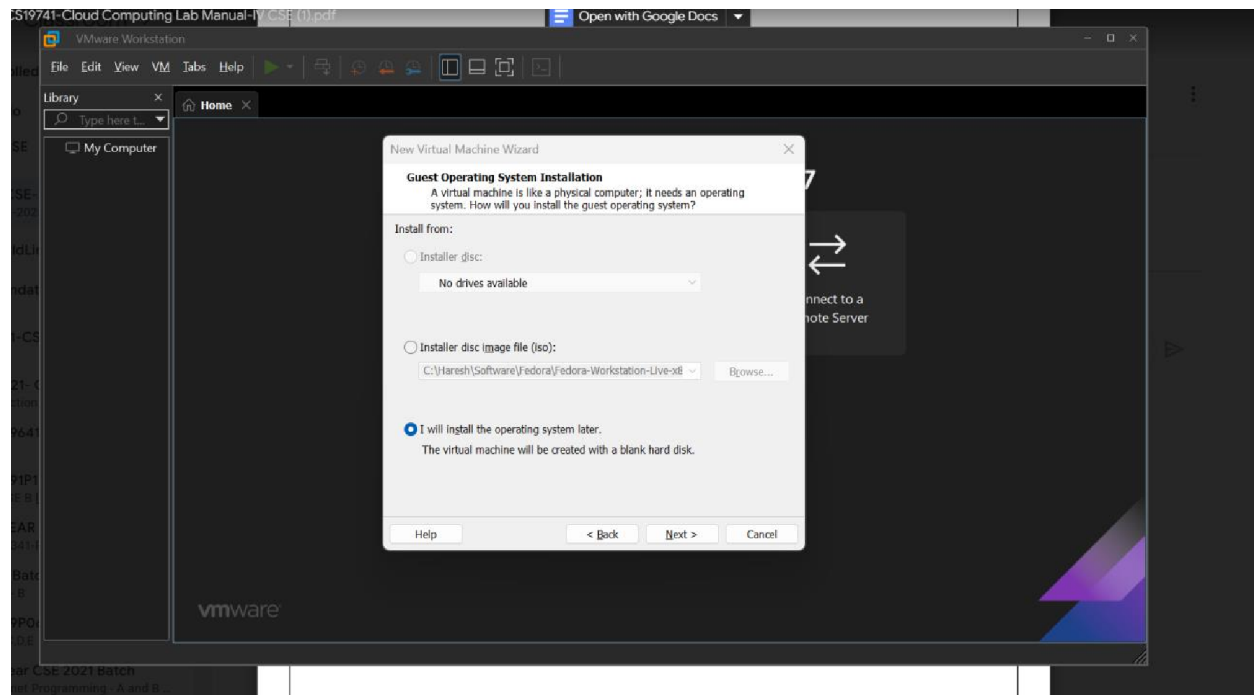 CS19741-Cloud Computing Lab Manual-IV CSE (1).pdf
Open with Google Docs
VMware Workstation
File Edit View VM Tabs Help
Library
Home
Type here t...
My Computer
New Virtual Machine Wizard
Guest Operating System Installation
A virtual machine is like a physical computer; it needs an operating
system. How will you install the guest operating system?
Install from:
Installer disc:
No drives available
Installer disc image file (iso):
C:\Haresh\Software\Fedora\Fedora-Workstation-Live-x8
Browse...
I will install the operating system later.
The virtual machine will be created with a blank hard disk.
Help
< Back
Next >
Cancel
7
nnect to a
note Server
vmware
CSE 2021 Batch
Programming - A and B